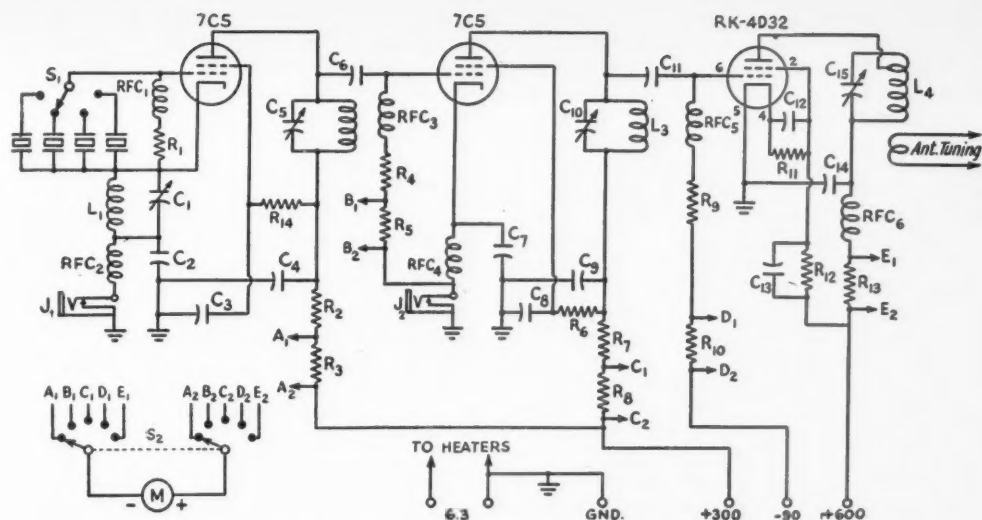 7C5
7C5
RK-4D32
S₁
RFC₁
R₁
C₅
C₆
RFC₃
C₁₀
L₃
C₁₁
6
2
5
4
C₁₂
C₁₅
L₄
RFC₅
Ant. Tuning
R₁₁
C₁₄
L₁
C₁
R₁₄
R₄
B₁
R₅
B₂
R₉
RFC₆
RFC₂
C₂
C₄
RFC₄
C₇
C₉
E₁
J₁
V
C₃
R₂
J₂
V
C₈
R₆
C₁₃
R₁₂
R₁₃
E₂
A₁
R₃
A₂
R₇
C₁
R₈
C₂
D₁
R₁₀
D₂
A₁ B₁ C₁ D₁ E₁
A₂ B₂ C₂ D₂ E₂
S₂
- M +
TO HEATERS
6.3
GND.
+300
-90
+600